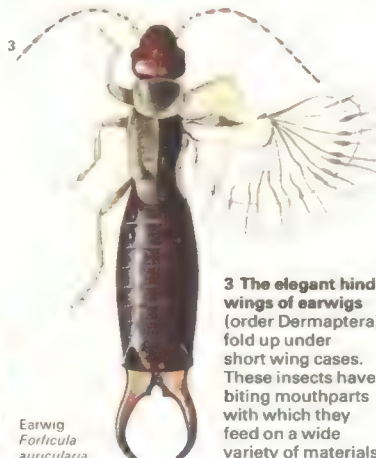 3
3 The elegant hind
wings of earwigs
(order Dermaptera)
fold up under
short wing cases.
These insects have
biting mouthparts
with which they
feed on a wide
variety of materials
Earwig
Forficula
auricularia